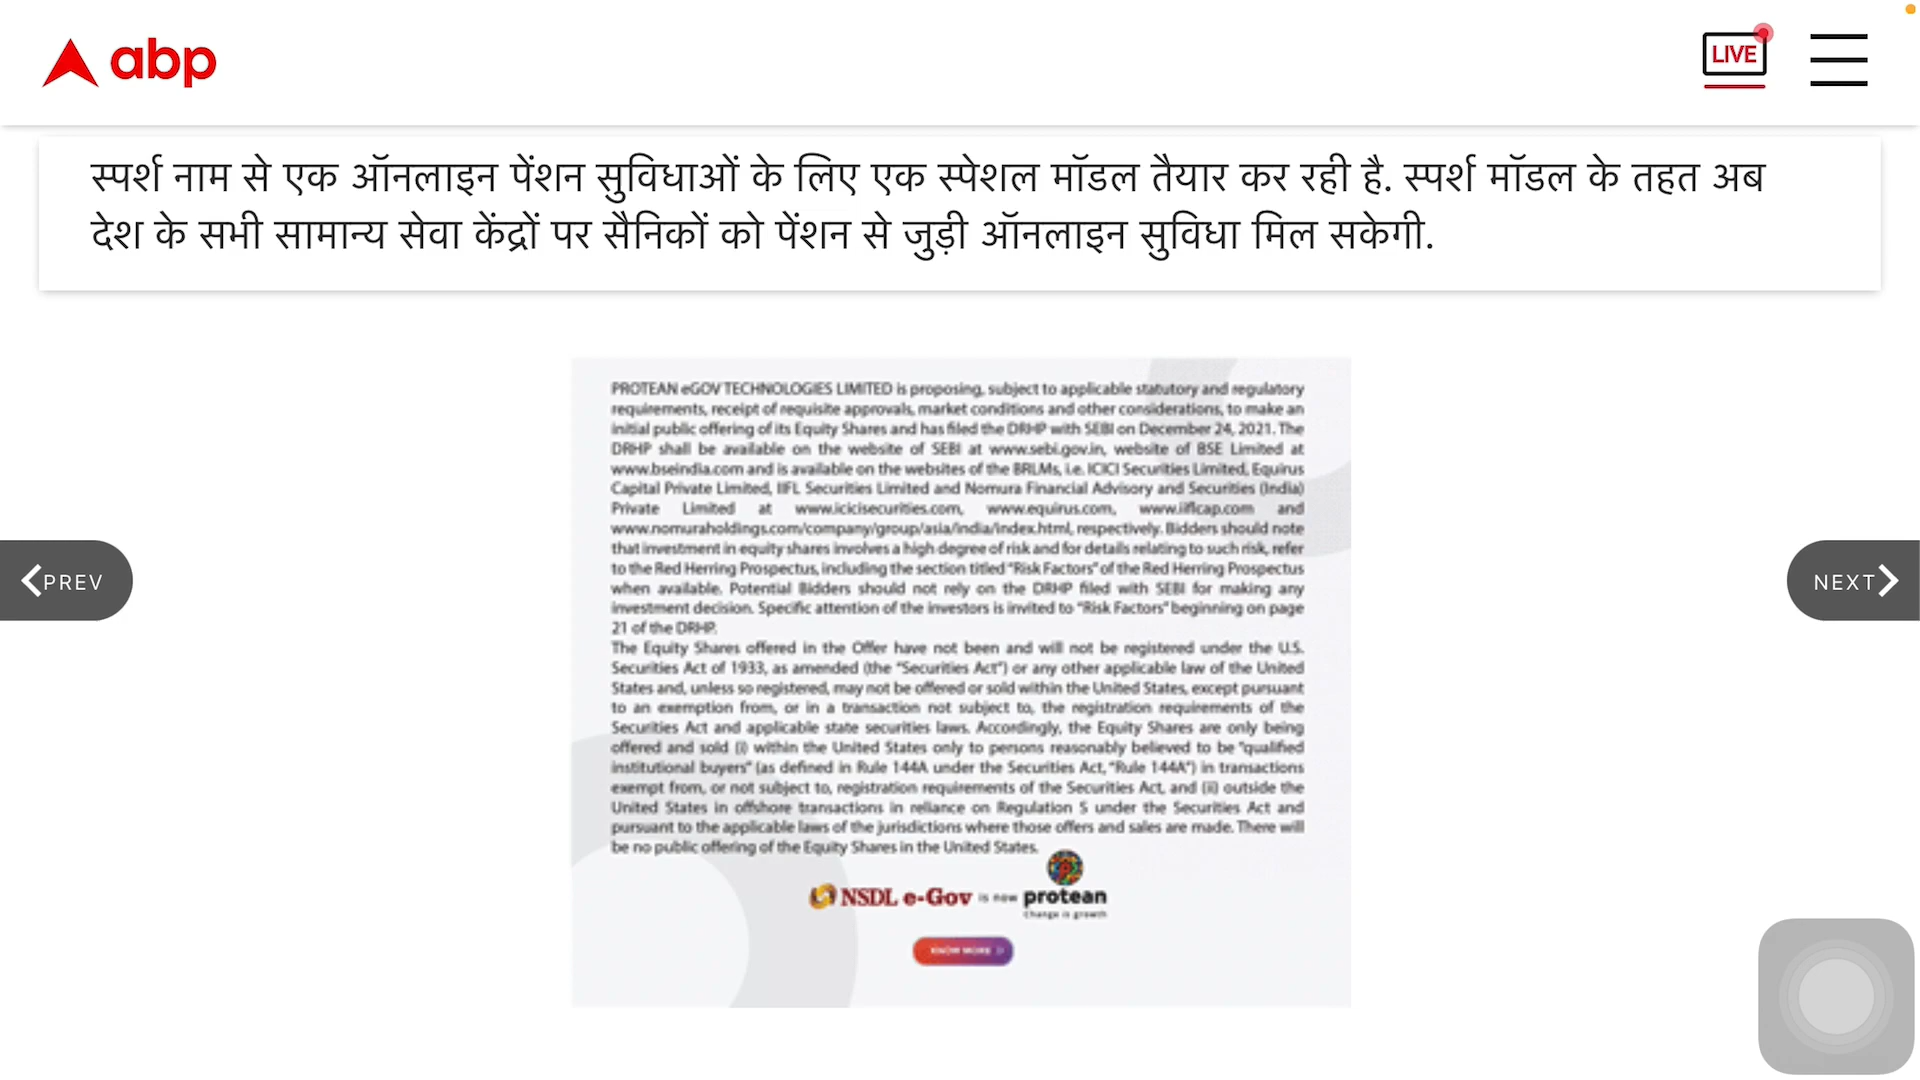 abp
LIVE
स्पर्श नाम से एक ऑनलाइन पेंशन सुविधाओं के लिए एक स्पेशल मॉडल तैयार कर रही है. स्पर्श मॉडल के तहत अब
देश के सभी सामान्य सेवा केंद्रों पर सैनिकों को पेंशन से जुड़ी ऑनलाइन सुविधा मिल सकेगी.
PROTEAN eGOV TECHNOLOGIES LIMITED is proposing, subject to applicable statutory and regulatory
requirements, receipt of requisite approvals, market conditions and other considerations, to make an
initial public offering of its Equity Shares and has filed the DRHP with SEBI on December 24, 2021. The
DRHP shall be available on the website of SEBI at www.sebi.gov.in, website of BSE Limited at
www.bseindia.com and is available on the websites of the BRLMs, i.e. ICICI Securities Limited, Equirus
Capital Private Limited, IIFL Securities Limited and Nomura Financial Advisory and Securities (India)
Private Limited at www.icicisecurities.com, www.equirus.com, www.iiflcap.com and
www.nomuraholdings.com/company/group/asia/india/index.html, respectively. Bidders should note
that investment in equity shares involves a high degree of risk and for details relating to such risk, refer
to the Red Herring Prospectus, including the section titled "Risk Factors" of the Red Herring Prospectus
when available. Potential Bidders should not rely on the DRHP filed with SEBI for making any
investment decision. Specific attention of the investors is invited to "Risk Factors" beginning on page
21 of the DRHP.
The Equity Shares offered in the Offer have not been and will not be registered under the U.S.
Securities Act of 1933, as amended (the "Securities Act") or any other applicable law of the United
States and, unless so registered, may not be offered or sold within the United States, except pursuant
to an exemption from, or in a transaction not subject to, the registration requirements of the
Securities Act and applicable state securities laws. Accordingly, the Equity Shares are only being
offered and sold (i) within the United States only to persons reasonably believed to be "qualified
institutional buyers" (as defined in Rule 144A under the Securities Act, "Rule 144A") in transactions
exempt from, or not subject to, registration requirements of the Securities Act, and (ii) outside the
United States in offshore transactions in reliance on Regulation S under the Securities Act and
pursuant to the applicable laws of the jurisdictions where those offers and sales are made. There will
be no public offering of the Equity Shares in the United States.
NSDL e-Gov is now protean
Change is growth
KNOW MORE
PREV
NEXT